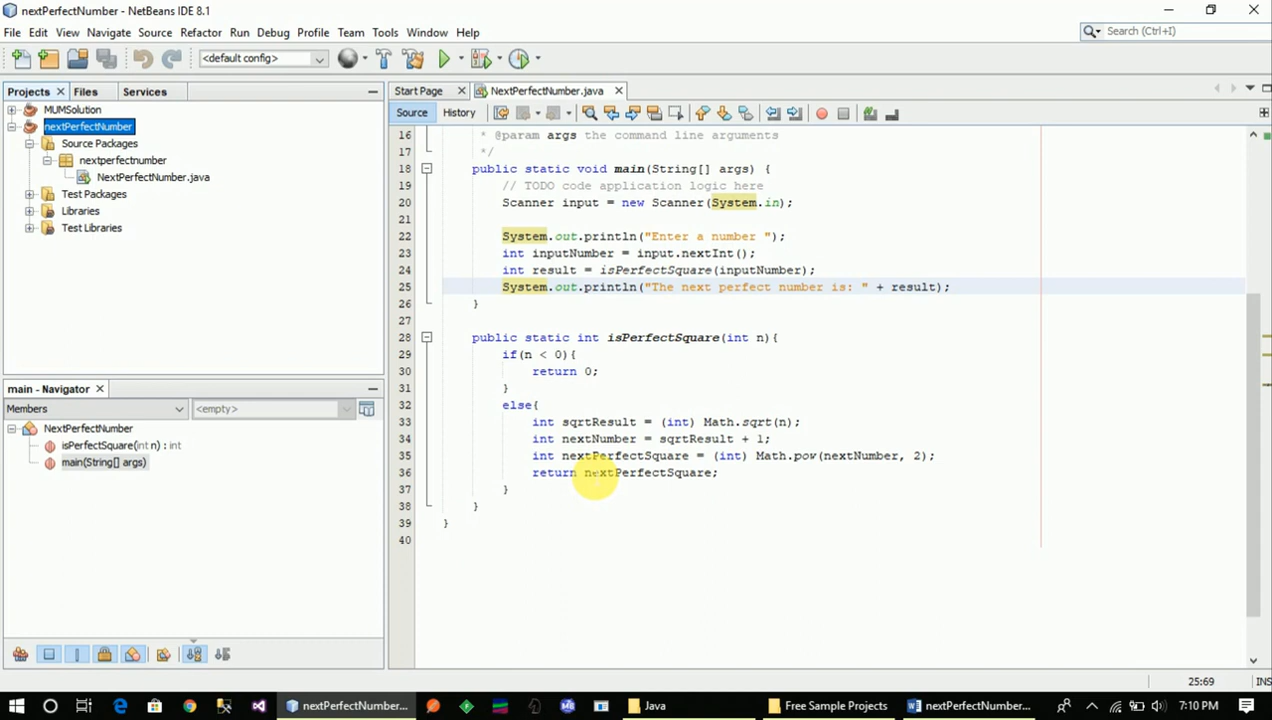 nextPerfectNumber - NetBeans IDE 8.1
File Edit View Navigate Source Refactor Run Debug Profile Team Tools Window Help
Search (Ctrl+I)
<default config>
Projects Files Services
Start Page NextPerfectNumber.java
MUMSolution
nextPerfectNumber
Source Packages
nextperfectnumber
NextPerfectNumber.java
Test Packages
Libraries
Test Libraries
Source History
16 * @param args the command line arguments
17 */
18 public static void main(String[] args) {
19 // TODO code application logic here
20 Scanner input = new Scanner(System.in);
21
22 System.out.println("Enter a number ");
23 int inputNumber = input.nextInt();
24 int result = isPerfectSquare(inputNumber);
25 System.out.println("The next perfect number is: " + result);
26 }
27
28 public static int isPerfectSquare(int n){
29 if(n < 0){
30 return 0;
31 }
32 else{
33 int sqrtResult = (int) Math.sqrt(n);
34 int nextNumber = sqrtResult + 1;
35 int nextPerfectSquare = (int) Math.pow(nextNumber, 2);
36 return nextPerfectSquare;
37 }
38 }
39 }
40
main - Navigator
Members <empty>
NextPerfectNumber
isPerfectSquare(int n) : int
main(String[] args)
25:69 INS
nextPerfectNumber... Java Free Sample Projects nextPerfectNumber... 7:10 PM